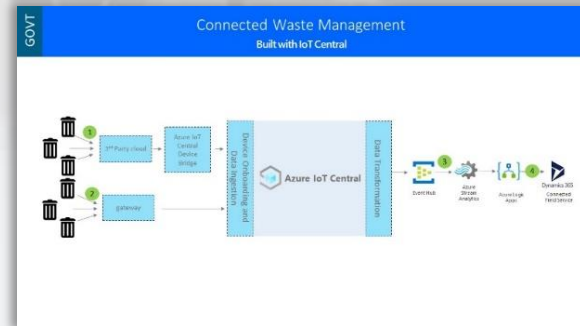 GOVT
Connected Waste Management
Built with IoT Central
1
3rd Party cloud
Azure IoT
Central
Device
Bridge
2
gateway
Device Onboarding and
Data Ingestion
Azure IoT Central
Data Transformation
Event Hub
3
Azure
Stream
Analytics
Azure Logic
Apps
4
Dynamics 365
Connected
Field Service